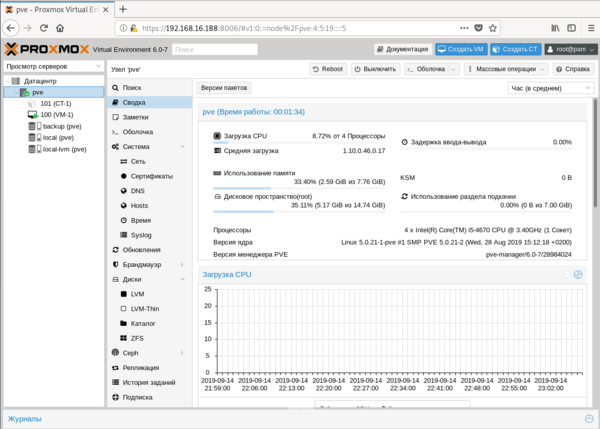 pve - Proxmox Virtual En
https://192.168.16.188:8006/#v1:0:=node%2Fpve:4:5:19::::5
PROXMOX Virtual Environment 6.0-7 Поиск Документация Создать VM Создать CT root@pam
Просмотр серверов
Датацентр
pve
101 (CT-1)
100 (VM-1)
backup (pve)
local (pve)
local-lvm (pve)
Узел 'pve' Reboot Выключить Оболочка Массовые операции Справка
Поиск
Сводка
Заметки
Оболочка
Система
Сеть
Сертификаты
DNS
Hosts
Время
Syslog
Обновления
Брандмауэр
Диски
LVM
LVM-Thin
Каталог
ZFS
Ceph
Репликация
История заданий
Подписка
Версии пакетов Час (в среднем)
pve (Время работы: 00:01:34)
Загрузка CPU 8.72% от 4 Процессоры
Задержка ввода-вывода 0.00%
Средняя загрузка 1.10,0.46,0.17
Использование памяти
33.40% (2.59 GiB из 7.76 GiB)
KSM 0 B
Дисковое пространство(root)
35.11% (5.17 GiB из 14.74 GiB)
Использование раздела подкачки
0.00% (0 B из 7.00 GiB)
Процессоры 4 x Intel(R) Core(TM) i5-4670 CPU @ 3.40GHz (1 Сокет)
Версия ядра Linux 5.0.21-1-pve #1 SMP PVE 5.0.21-2 (Wed, 28 Aug 2019 15:12:18 +0200)
Версия менеджера PVE pve-manager/6.0-7/28984024
Загрузка CPU
25
20
15
10
5
0
2019-09-14 2019-09-14 2019-09-14 2019-09-14 2019-09-14 2019-09-14 2019-09-14 2019-09-14 2019-09-14 2019-09-14
21:59:00 22:06:00 22:13:00 22:20:00 22:27:00 22:34:00 22:41:00 22:48:00 22:55:00 23:02:00
Журналы